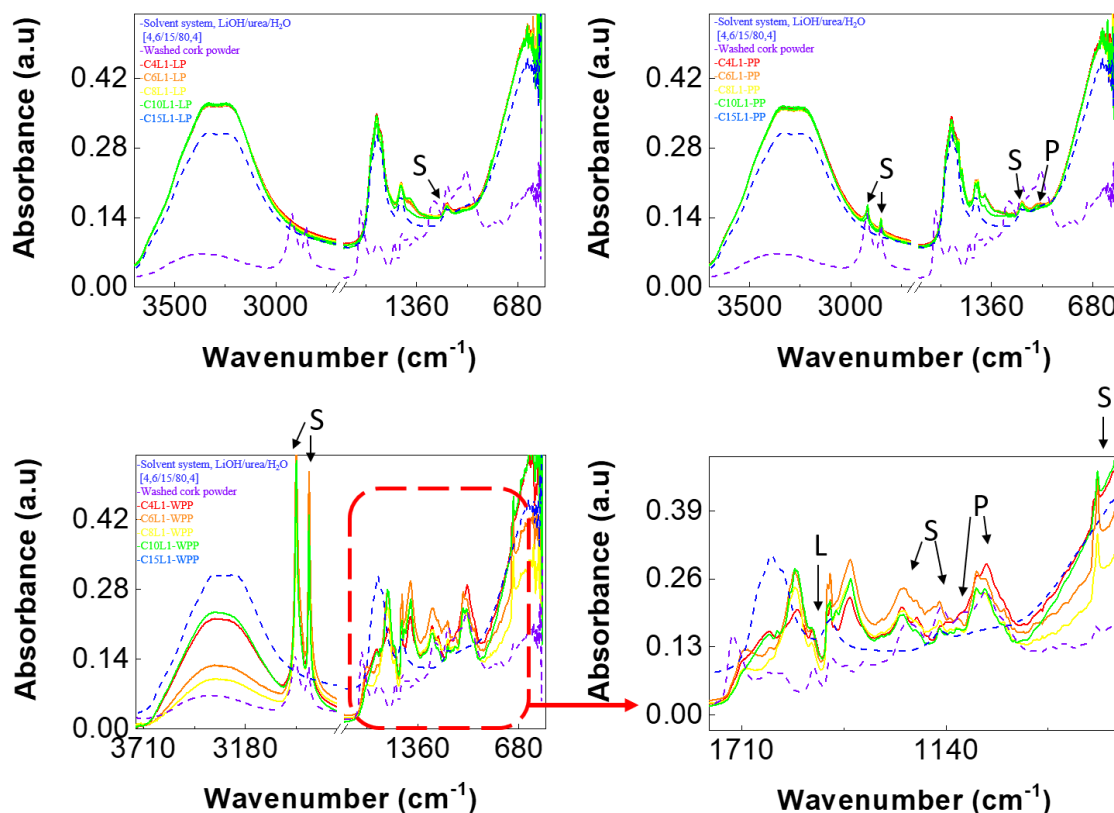 Absorbance (a.u)
0.42
0.28
0.14
0.00
-Solvent system, LiOH/urea/H2O
[4,6/15/80,4]
-Washed cork powder
-C4L1-LP
-C6L1-LP
-C8L1-LP
-C10L1-LP
-C15L1-LP
S
3500
3000
1360
680
Wavenumber (cm-1)
Absorbance (a.u)
0.42
0.28
0.14
0.00
-Solvent system, LiOH/urea/H2O
[4,6/15/80,4]
-Washed cork powder
-C4L1-PP
-C6L1-PP
-C8L1-PP
-C10L1-PP
-C15L1-PP
S
S
P
3500
3000
1360
680
Wavenumber (cm-1)
Absorbance (a.u)
0.42
0.28
0.14
0.00
S
-Solvent system, LiOH/urea/H2O
[4,6/15/80,4]
-Washed cork powder
-C4L1-WPP
-C6L1-WPP
-C8L1-WPP
-C10L1-WPP
-C15L1-WPP
3710
3180
1360
680
Wavenumber (cm-1)
Absorbance (a.u)
0.39
0.26
0.13
0.00
S
P
S
L
1710
1140
Wavenumber (cm-1)